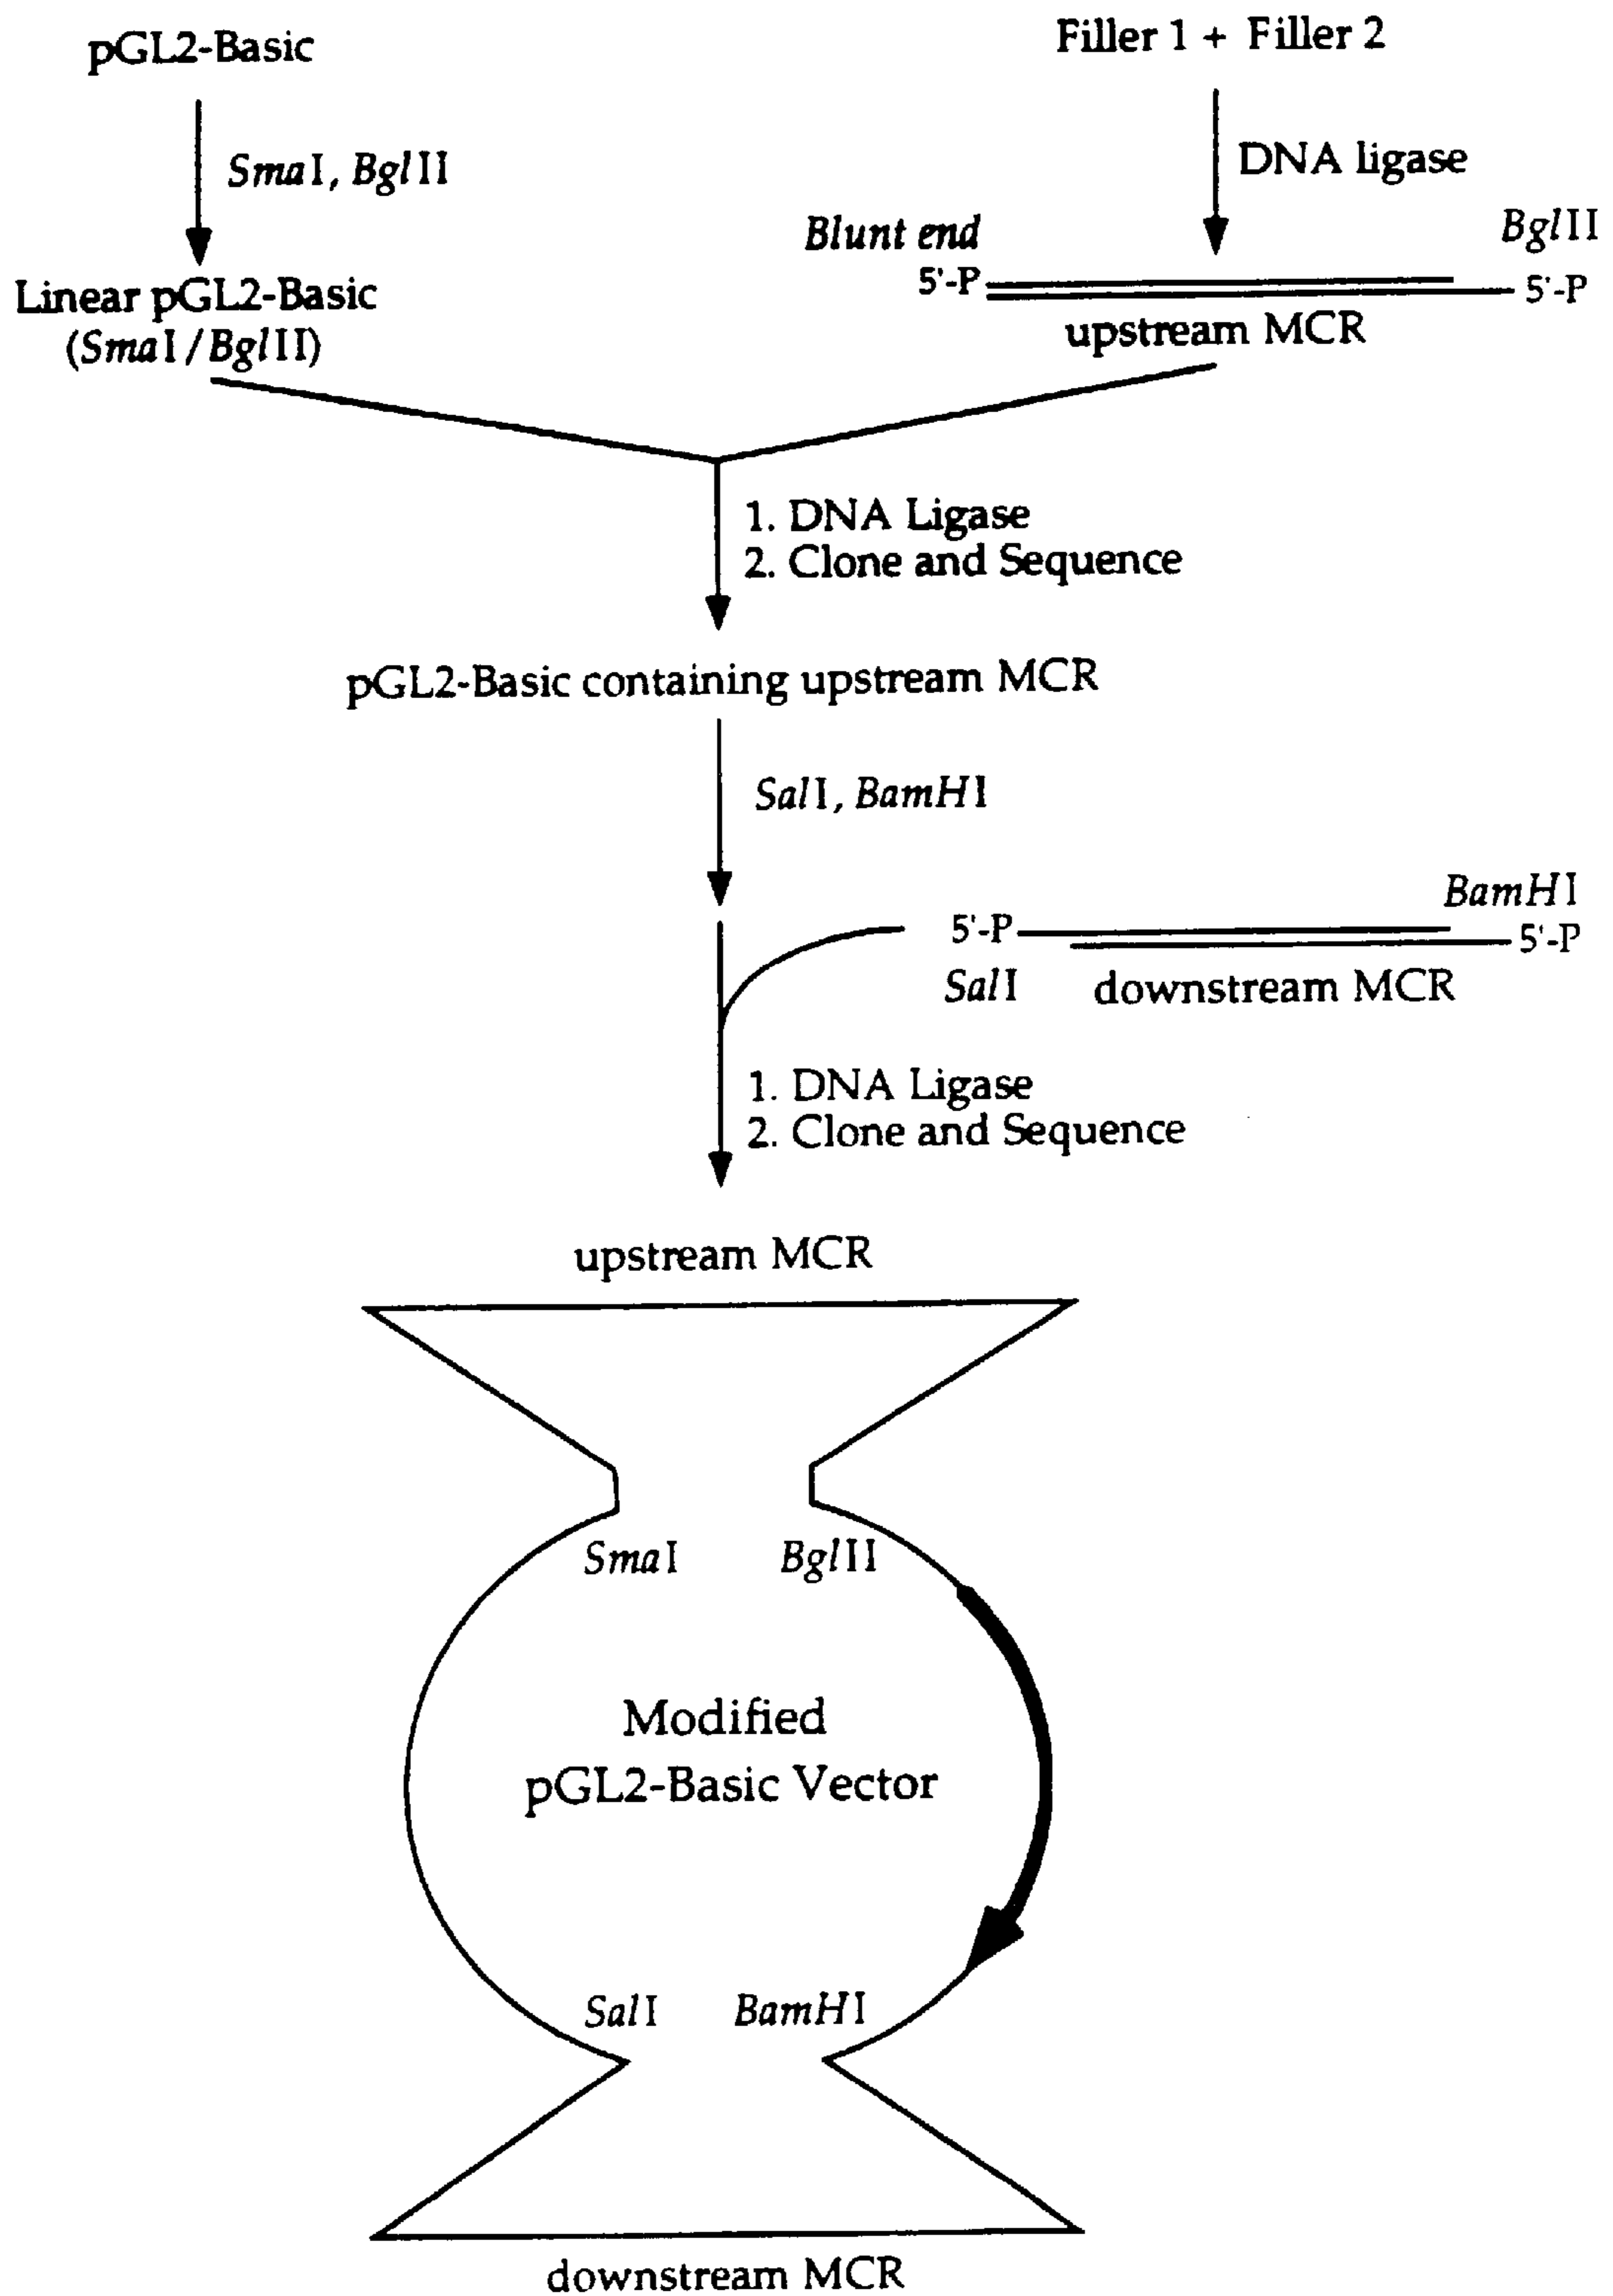 pGL2-Basic
Filler 1 + Filler 2
SmaI, BglII
DNA ligase
Blunt end
BglII
5'-P
5'-P
Linear pGL2-Basic
(SmaI/BglII)
upstream MCR
1. DNA Ligase
2. Clone and Sequence
pGL2-Basic containing upstream MCR
SalI, BamHI
BamHI
5'-P
5'-P
SalI
downstream MCR
1. DNA Ligase
2. Clone and Sequence
upstream MCR
SmaI
BglII
Modified
pGL2-Basic Vector
SalI
BamHI
downstream MCR